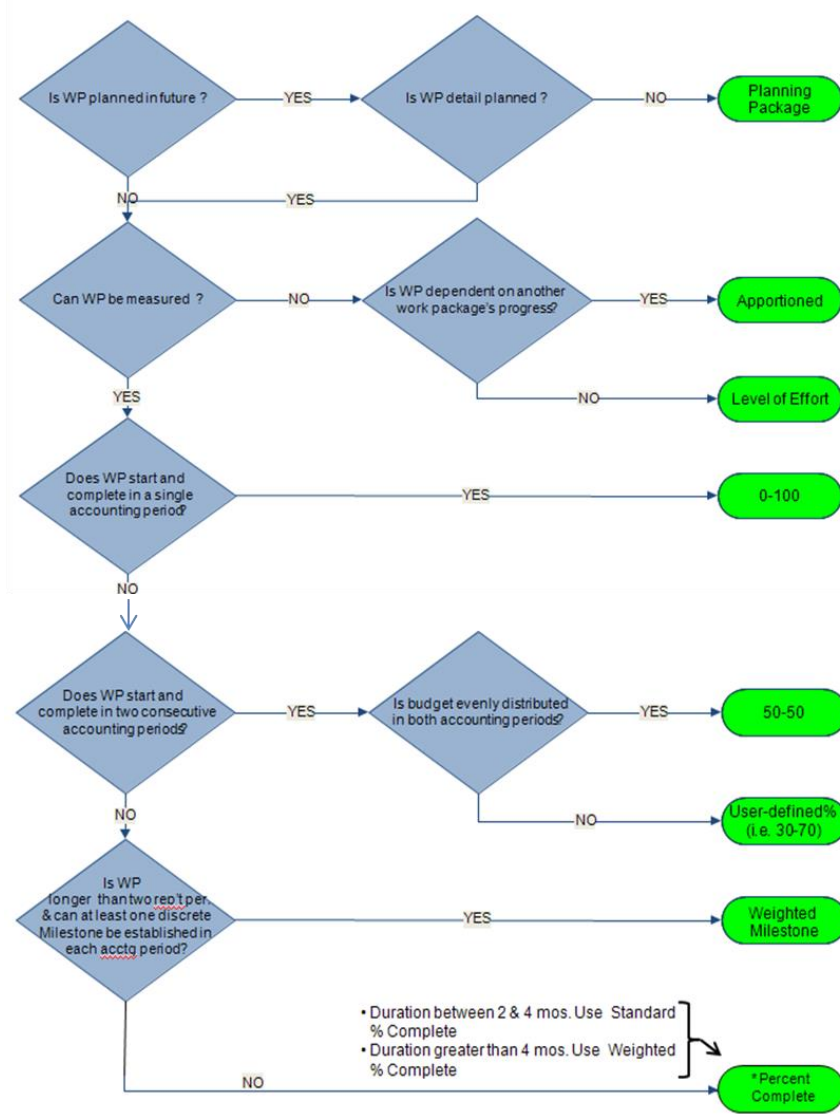 Is WP planned in future ?
YES
Is WP detail planned ?
NO
Planning
Package
NO
YES
Can WP be measured ?
NO
Is WP dependent on another
work package's progress?
YES
Apportioned
NO
Level of Effort
YES
Does WP start and
complete in a single
accounting period?
YES
0-100
NO
Does WP start and
complete in two consecutive
accounting periods?
YES
Is budget evenly distributed
in both accounting periods?
YES
50-50
NO
User-defined%
(i.e. 30-70)
NO
Is WP
longer than two rep't per.
& can at least one discrete
Milestone be established in
each acctg period?
YES
Weighted
Milestone
• Duration between 2 & 4 mos. Use Standard
% Complete
• Duration greater than 4 mos. Use Weighted
% Complete
NO
*Percent
Complete